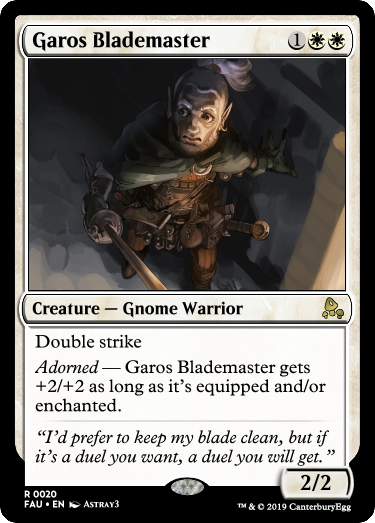 Garos Blademaster 1
Creature — Gnome Warrior
Double strike
Adorned — Garos Blademaster gets
+2/+2 as long as it's equipped and/or
enchanted.
“I'd prefer to keep my blade clean, but if
it's a duel you want, a duel you will get.”
2/2
R 0020
FAU • EN Astray3
™ & © 2019 CanterburyEgg